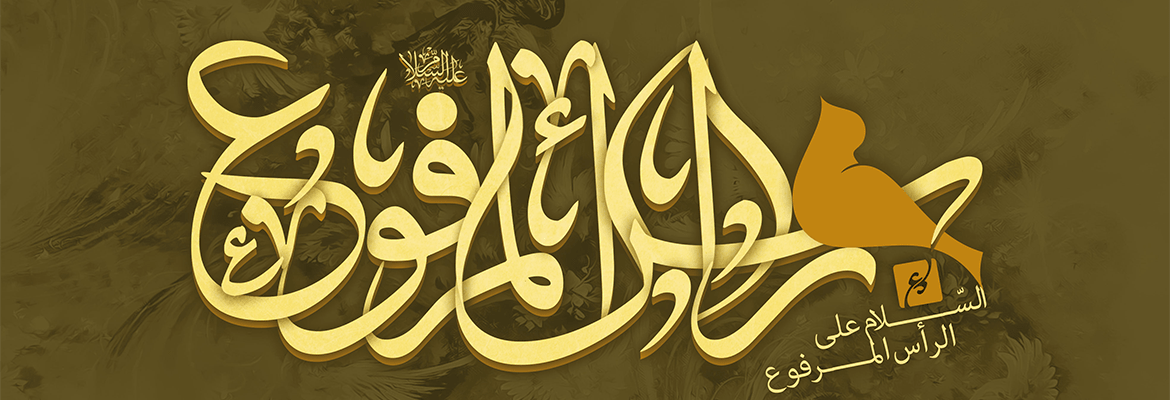 الرأس المرفوع
عليه السلام
السّلام على
الرأس المرفوع